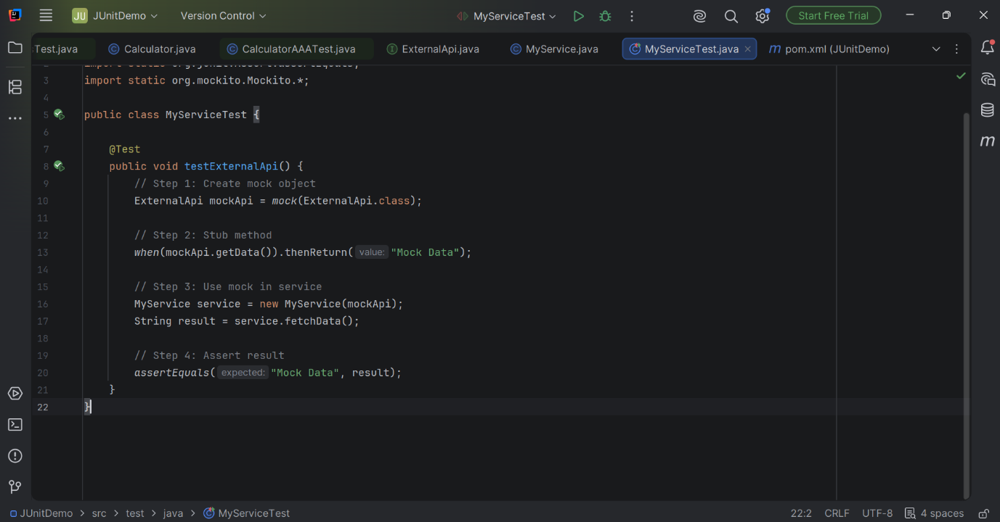 JU JUnitDemo Version Control MyServiceTest Start Free Trial
Test.java Calculator.java CalculatorAAATest.java ExternalApi.java MyService.java MyServiceTest.java pom.xml (JUnitDemo)
3 import static org.mockito.Mockito.*;
4
5 public class MyServiceTest {
6
7 @Test
8 public void testExternalApi() {
9 // Step 1: Create mock object
10 ExternalApi mockApi = mock(ExternalApi.class);
11
12 // Step 2: Stub method
13 when(mockApi.getData()).thenReturn( value: "Mock Data");
14
15 // Step 3: Use mock in service
16 MyService service = new MyService(mockApi);
17 String result = service.fetchData();
18
19 // Step 4: Assert result
20 assertEquals( expected: "Mock Data", result);
21 }
22 }
JUnitDemo > src > test > java > MyServiceTest 22:2 CRLF UTF-8 4 spaces